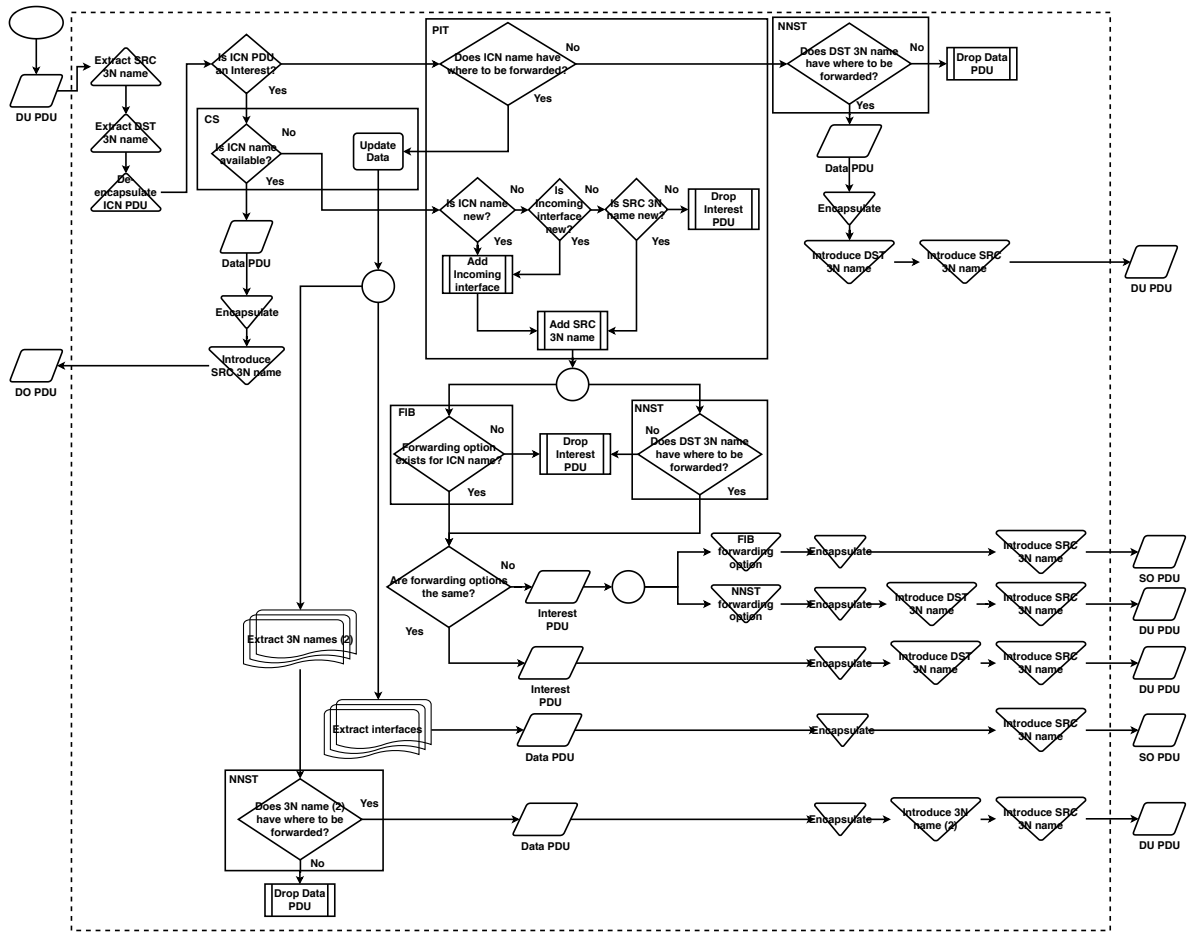 DU PDU
Extract SRC
3N name
Extract DST
3N name
De-
encapsulate
ICN PDU
Is ICN PDU
an Interest?
Yes
CS
Is ICN name
available?
No
Yes
Update
Data
Data PDU
Encapsulate
Introduce
SRC 3N name
DO PDU
PIT
Does ICN name have
where to be forwarded?
No
Yes
Is ICN name
new?
No
Yes
Is
Incoming
interface
new?
No
Yes
Is SRC 3N
name new?
No
Yes
Drop
Interest
PDU
Add
Incoming
interface
Add SRC
3N name
NNST
Does DST 3N name
have where to be
forwarded?
No
Yes
Drop Data
PDU
Data PDU
Encapsulate
Introduce DST
3N name
Introduce SRC
3N name
DU PDU
FIB
Forwarding option
exists for ICN name?
No
Yes
Drop
Interest
PDU
NNST
No
Does DST 3N name
have where to be
forwarded?
Yes
Are forwarding options
the same?
No
Yes
Interest
PDU
FIB
forwarding
option
Encapsulate
Introduce SRC
3N name
SO PDU
NNST
forwarding
option
Encapsulate
Introduce DST
3N name
Introduce SRC
3N name
DU PDU
Interest
PDU
Encapsulate
Introduce DST
3N name
Introduce SRC
3N name
DU PDU
Extract 3N names (2)
Extract interfaces
Data PDU
Encapsulate
Introduce SRC
3N name
SO PDU
NNST
Does 3N name (2)
have where to be
forwarded?
Yes
No
Drop Data
PDU
Data PDU
Encapsulate
Introduce 3N
name (2)
Introduce SRC
3N name
DU PDU